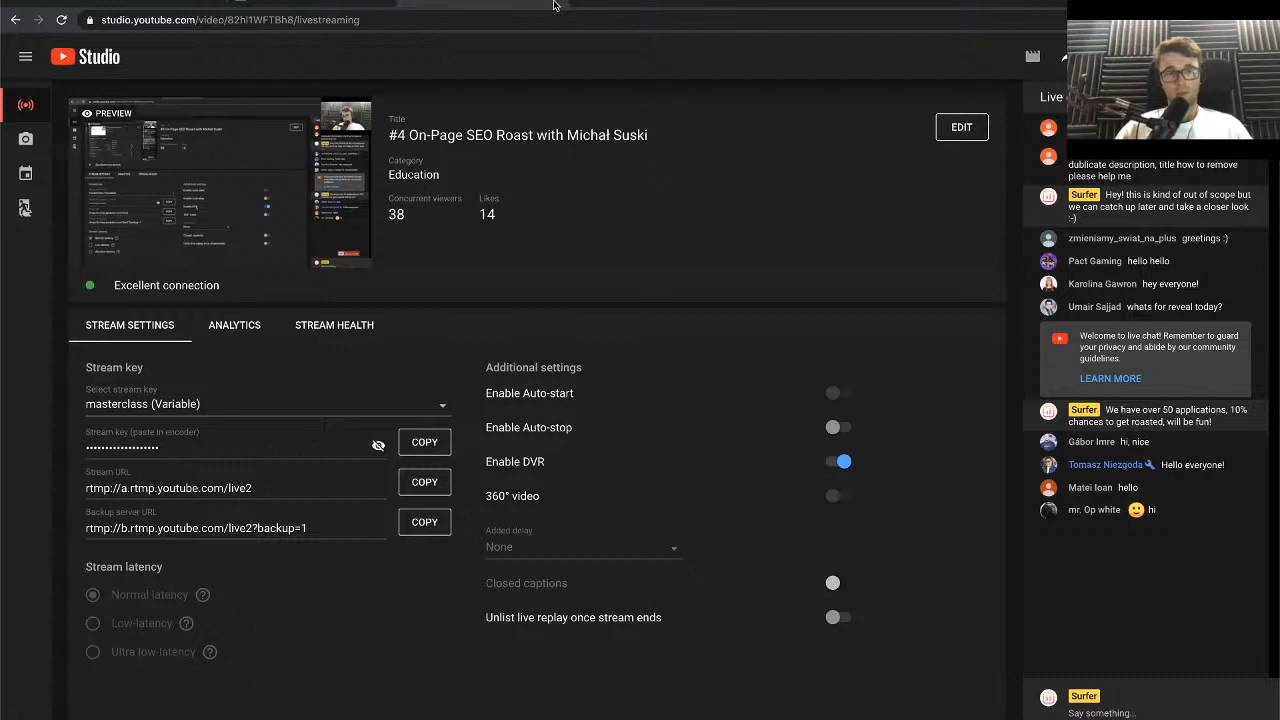 studio.youtube.com/video/82hl1WFTBh8/livestreaming
Studio
PREVIEW
Title
#4 On-Page SEO Roast with Michał Suski
EDIT
Category
Education
Concurrent viewers
Likes
38
14
Excellent connection
STREAM SETTINGS
ANALYTICS
STREAM HEALTH
Stream key
Select stream key
masterclass (Variable)
Stream key (paste in encoder)
COPY
Stream URL
rtmp://a.rtmp.youtube.com/live2
COPY
Backup server URL
rtmp://b.rtmp.youtube.com/live2?backup=1
COPY
Stream latency
Normal latency
Low-latency
Ultra low-latency
Additional settings
Enable Auto-start
Enable Auto-stop
Enable DVR
360° video
Added delay
None
Closed captions
Unlist live replay once stream ends
Live
dublicate description, title how to remove
please help me
Surfer Hey! this is kind of out of scope but
we can catch up later and take a closer look
:-)
zmieniamy_swiat_na_plus greetings :)
Pact Gaming hello hello
Karolina Gawron hey everyone!
Umair Sajjad whats for reveal today?
Welcome to live chat! Remember to guard
your privacy and abide by our community
guidelines.
LEARN MORE
Surfer We have over 50 applications, 10%
chances to get roasted, will be fun!
Gábor Imre hi, nice
Tomasz Niezgoda Hello everyone!
Matei Ioan hello
mr. Op white 🙂 hi
Surfer
Say something...